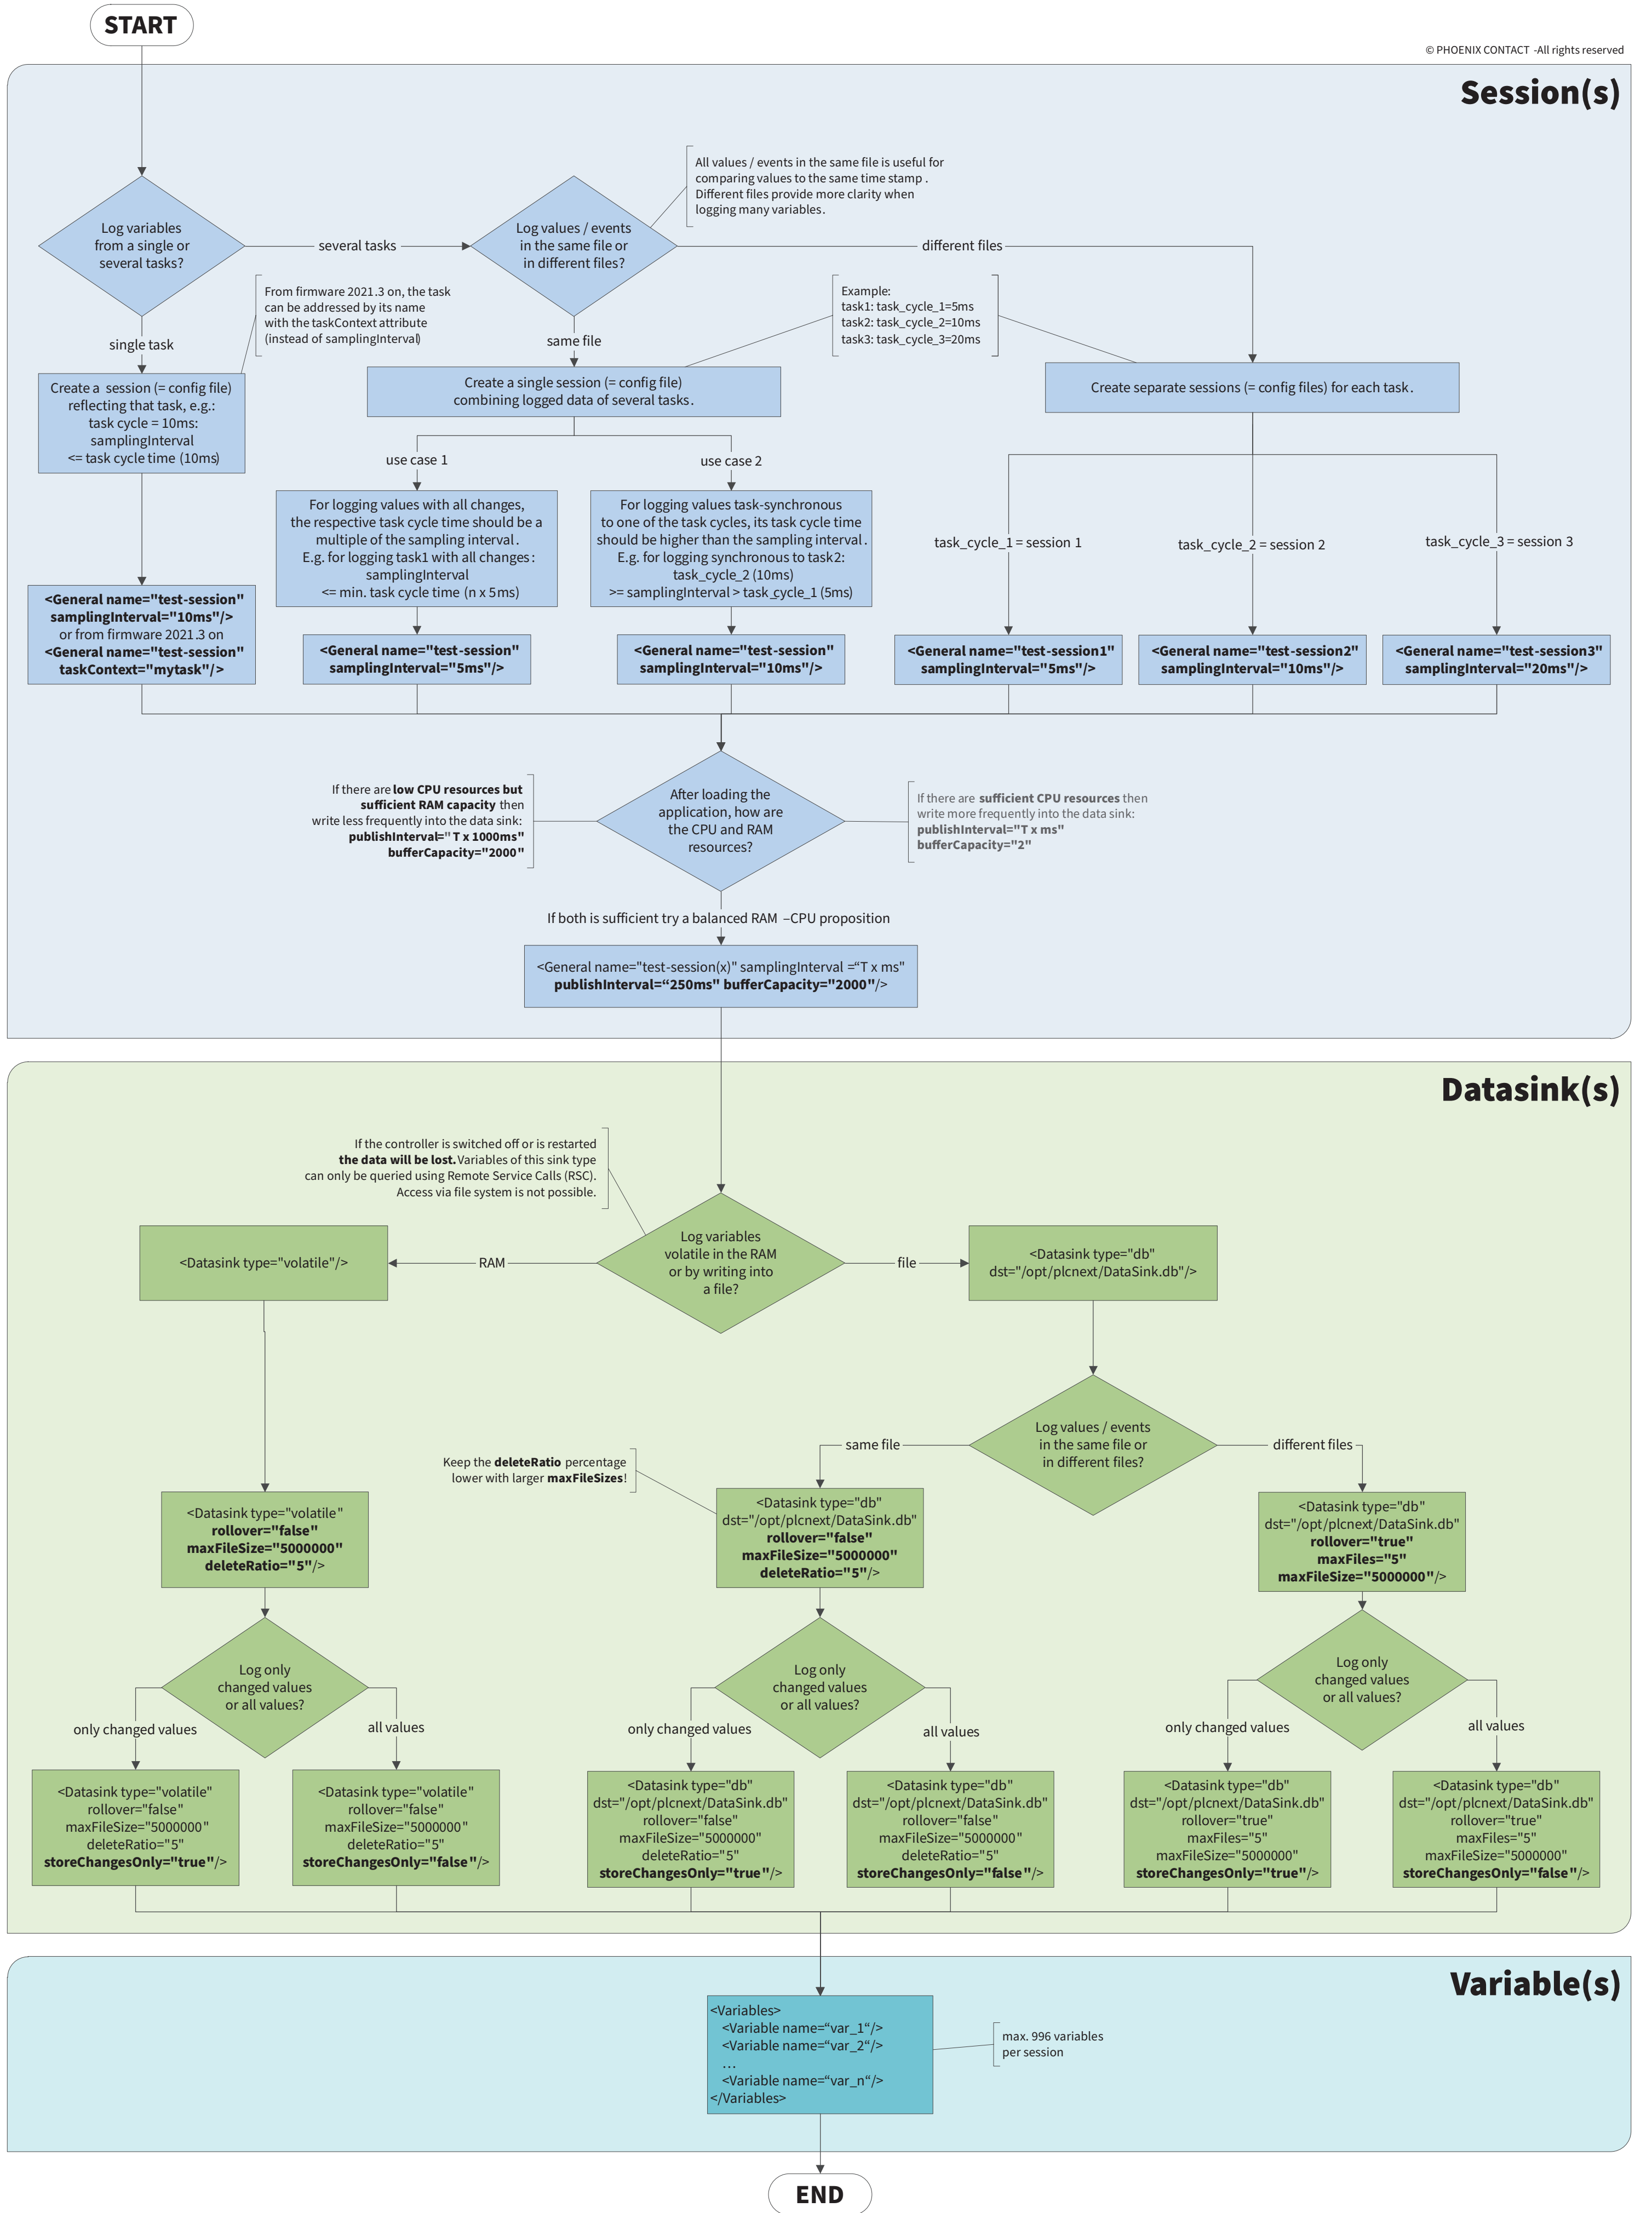 START
© PHOENIX CONTACT -All rights reserved
Session(s)
All values / events in the same file is useful for
comparing values to the same time stamp .
Different files provide more clarity when
logging many variables.
Log variables
from a single or
several tasks?
several tasks
Log values / events
in the same file or
in different files?
different files
From firmware 2021.3 on, the task
can be addressed by its name
with the taskContext attribute
(instead of samplingInterval)
Example:
task1: task_cycle_1=5ms
task2: task_cycle_2=10ms
task3: task_cycle_3=20ms
single task
same file
Create a session (= config file)
reflecting that task, e.g.:
task cycle = 10ms:
samplingInterval
<= task cycle time (10ms)
Create a single session (= config file)
combining logged data of several tasks.
Create separate sessions (= config files) for each task.
use case 1
use case 2
For logging values with all changes,
the respective task cycle time should be a
multiple of the sampling interval.
E.g. for logging task1 with all changes:
samplingInterval
<= min. task cycle time (n x 5ms)
For logging values task-synchronous
to one of the task cycles, its task cycle time
should be higher than the sampling interval.
E.g. for logging synchronous to task2:
task_cycle_2 (10ms)
>= samplingInterval > task_cycle_1 (5ms)
task_cycle_1 = session 1
task_cycle_2 = session 2
task_cycle_3 = session 3
<General name="test-session"
samplingInterval="10ms"/>
or from firmware 2021.3 on
<General name="test-session"
taskContext="mytask"/>
<General name="test-session"
samplingInterval="5ms"/>
<General name="test-session"
samplingInterval="10ms"/>
<General name="test-session1"
samplingInterval="5ms"/>
<General name="test-session2"
samplingInterval="10ms"/>
<General name="test-session3"
samplingInterval="20ms"/>
If there are low CPU resources but
sufficient RAM capacity then
write less frequently into the data sink:
publishInterval="T x 1000ms"
bufferCapacity="2000"
After loading the
application, how are
the CPU and RAM
resources?
If there are sufficient CPU resources then
write more frequently into the data sink:
publishInterval="T x ms"
bufferCapacity="2"
If both is sufficient try a balanced RAM –CPU proposition
<General name="test-session(x)" samplingInterval =“T x ms"
publishInterval=“250ms" bufferCapacity="2000"/>
Datasink(s)
If the controller is switched off or is restarted
the data will be lost. Variables of this sink type
can only be queried using Remote Service Calls (RSC).
Access via file system is not possible.
<Datasink type="volatile"/>
RAM
Log variables
volatile in the RAM
or by writing into
a file?
file
<Datasink type="db"
dst="/opt/plcnext/DataSink.db"/>
Log values / events
in the same file or
in different files?
same file
different files
Keep the deleteRatio percentage
lower with larger maxFileSizes!
<Datasink type="volatile"
rollover="false"
maxFileSize="5000000"
deleteRatio="5"/>
<Datasink type="db"
dst="/opt/plcnext/DataSink.db"
rollover="false"
maxFileSize="5000000"
deleteRatio="5"/>
<Datasink type="db"
dst="/opt/plcnext/DataSink.db"
rollover="true"
maxFiles="5"
maxFileSize="5000000"/>
Log only
changed values
or all values?
Log only
changed values
or all values?
Log only
changed values
or all values?
only changed values
all values
only changed values
all values
only changed values
all values
<Datasink type="volatile"
rollover="false"
maxFileSize="5000000"
deleteRatio="5"
storeChangesOnly="true"/>
<Datasink type="volatile"
rollover="false"
maxFileSize="5000000"
deleteRatio="5"
storeChangesOnly="false"/>
<Datasink type="db"
dst="/opt/plcnext/DataSink.db"
rollover="false"
maxFileSize="5000000"
deleteRatio="5"
storeChangesOnly="true"/>
<Datasink type="db"
dst="/opt/plcnext/DataSink.db"
rollover="false"
maxFileSize="5000000"
deleteRatio="5"
storeChangesOnly="false"/>
<Datasink type="db"
dst="/opt/plcnext/DataSink.db"
rollover="true"
maxFiles="5"
maxFileSize="5000000"
storeChangesOnly="true"/>
<Datasink type="db"
dst="/opt/plcnext/DataSink.db"
rollover="true"
maxFiles="5"
maxFileSize="5000000"
storeChangesOnly="false"/>
Variable(s)
<Variables>
<Variable name=“var_1“/>
<Variable name=“var_2“/>
...
<Variable name=“var_n“/>
</Variables>
max. 996 variables
per session
END